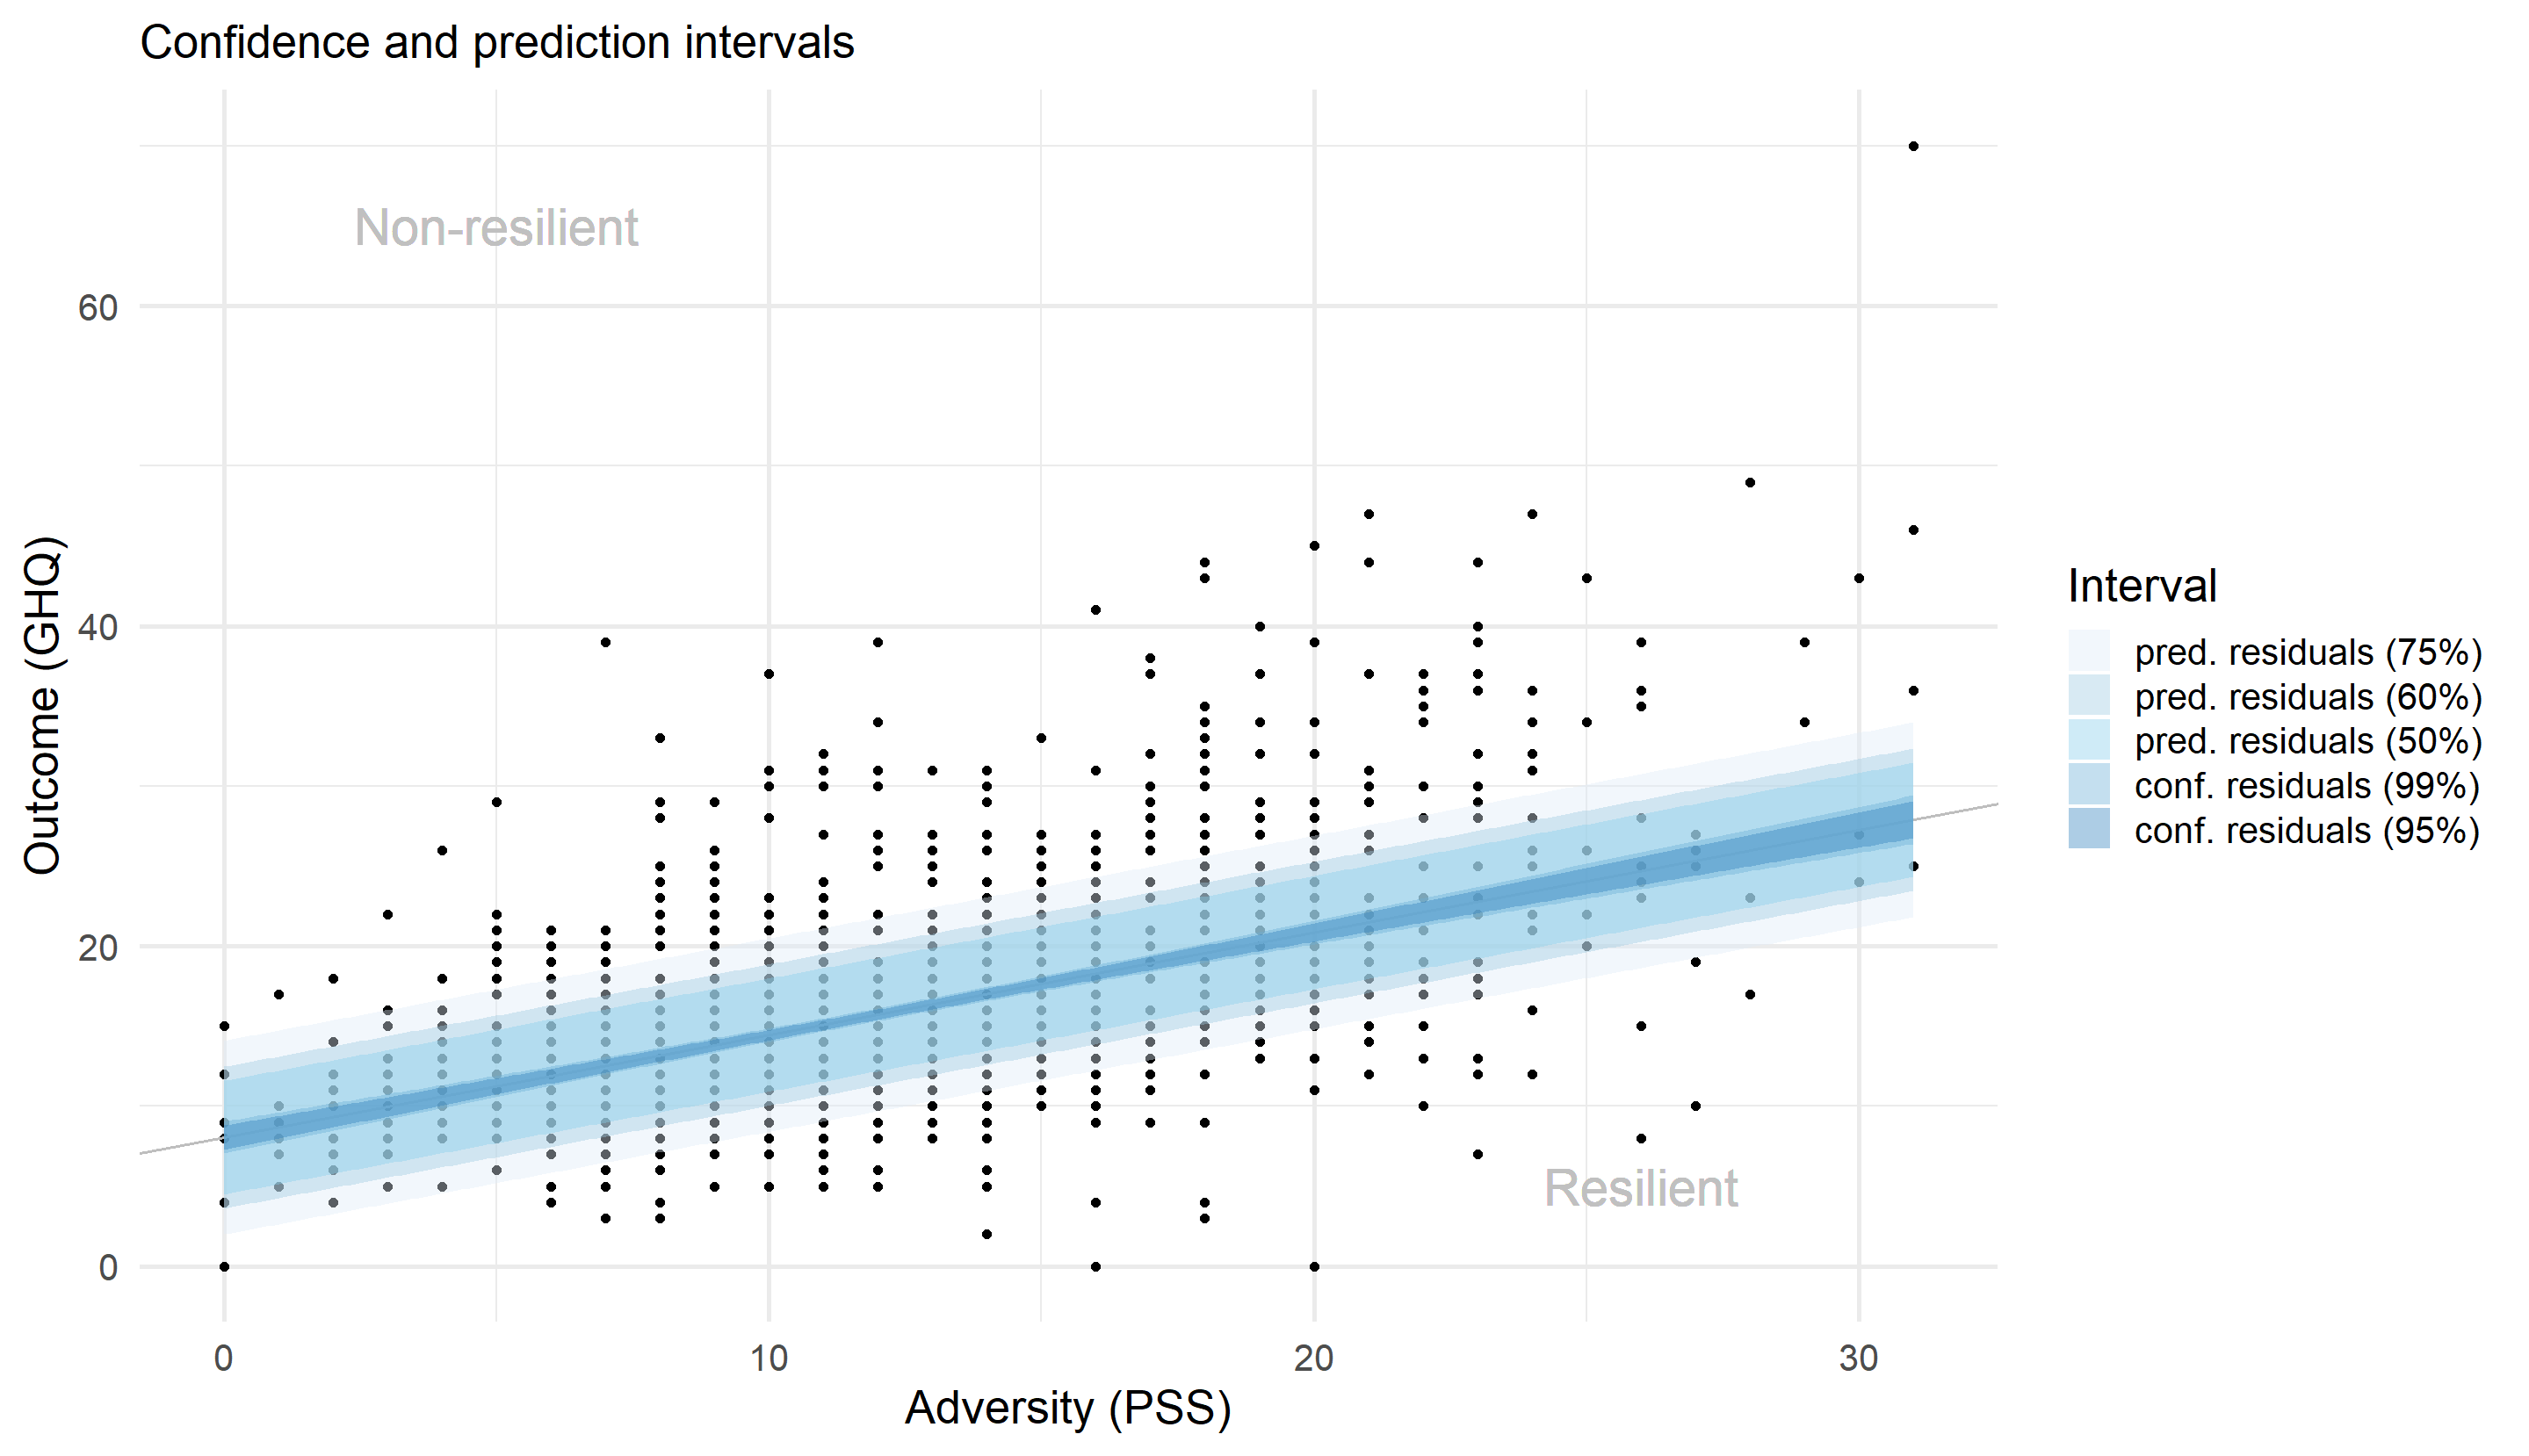 Confidence and prediction intervals
Non-resilient
60
40
20
0
Outcome (GHQ)
Resilient
0 10 20 30
Adversity (PSS)
Interval
pred. residuals (75%)
pred. residuals (60%)
pred. residuals (50%)
conf. residuals (99%)
conf. residuals (95%)